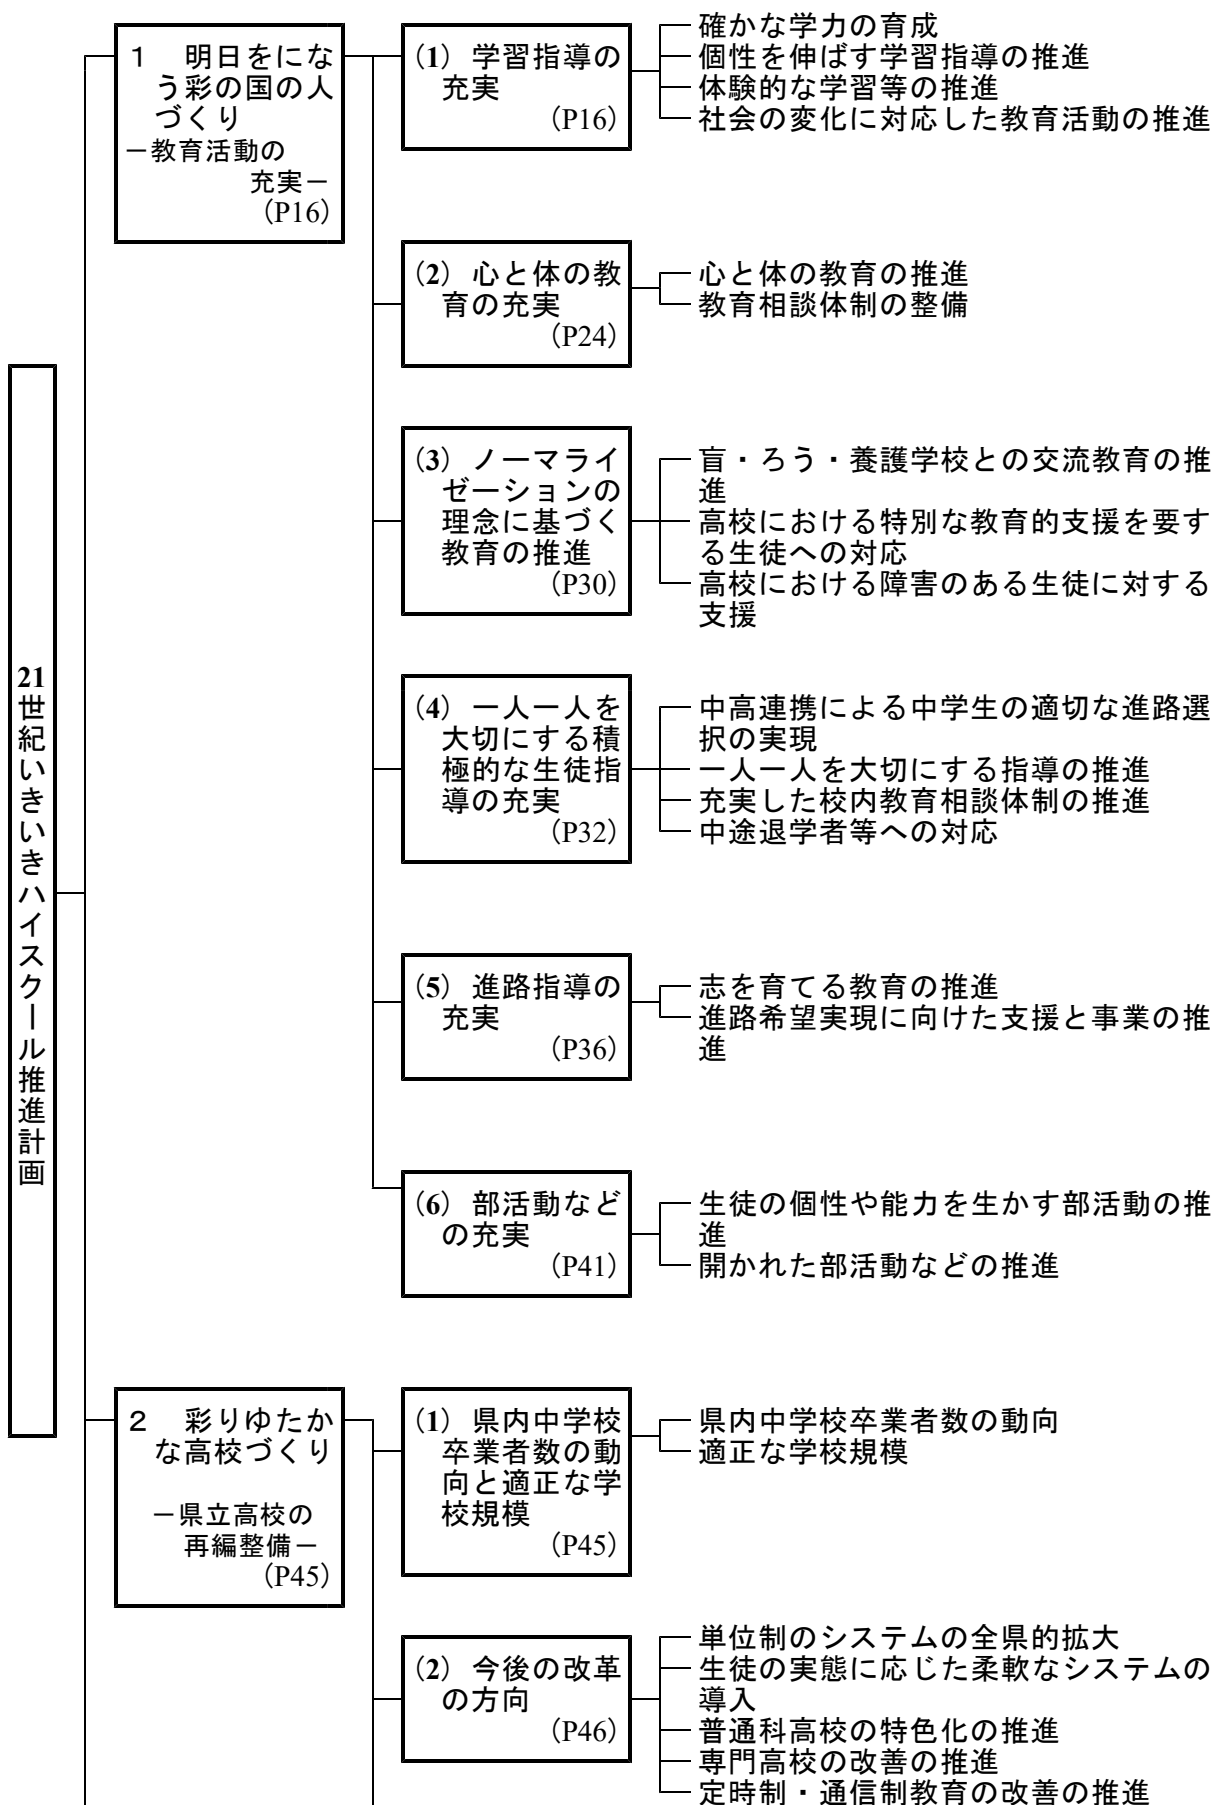 21世紀いきいきハイスクール推進計画
1　明日をにな
う彩の国の人
づくり
－教育活動の
充実－
（P16）
(1) 学習指導の
充実
（P16）
確かな学力の育成
個性を伸ばす学習指導の推進
体験的な学習等の推進
社会の変化に対応した教育活動の推進
(2) 心と体の教
育の充実
（P24）
心と体の教育の推進
教育相談体制の整備
(3) ノーマライ
ゼーションの
理念に基づく
教育の推進
（P30）
盲・ろう・養護学校との交流教育の推
進
高校における特別な教育的支援を要す
る生徒への対応
高校における障害のある生徒に対する
支援
(4) 一人一人を
大切にする積
極的な生徒指
導の充実
（P32）
中高連携による中学生の適切な進路選
択の実現
一人一人を大切にする指導の推進
充実した校内教育相談体制の推進
中途退学者等への対応
(5) 進路指導の
充実
（P36）
志を育てる教育の推進
進路希望実現に向けた支援と事業の推
進
(6) 部活動など
の充実
（P41）
生徒の個性や能力を生かす部活動の推
進
開かれた部活動などの推進
2　彩りゆたか
な高校づくり
－県立高校の
再編整備－
（P45）
(1) 県内中学校
卒業者数の動
向と適正な学
校規模
（P45）
県内中学校卒業者数の動向
適正な学校規模
(2) 今後の改革
の方向
（P46）
単位制のシステムの全県的拡大
生徒の実態に応じた柔軟なシステムの
導入
普通科高校の特色化の推進
専門高校の改善の推進
定時制・通信制教育の改善の推進